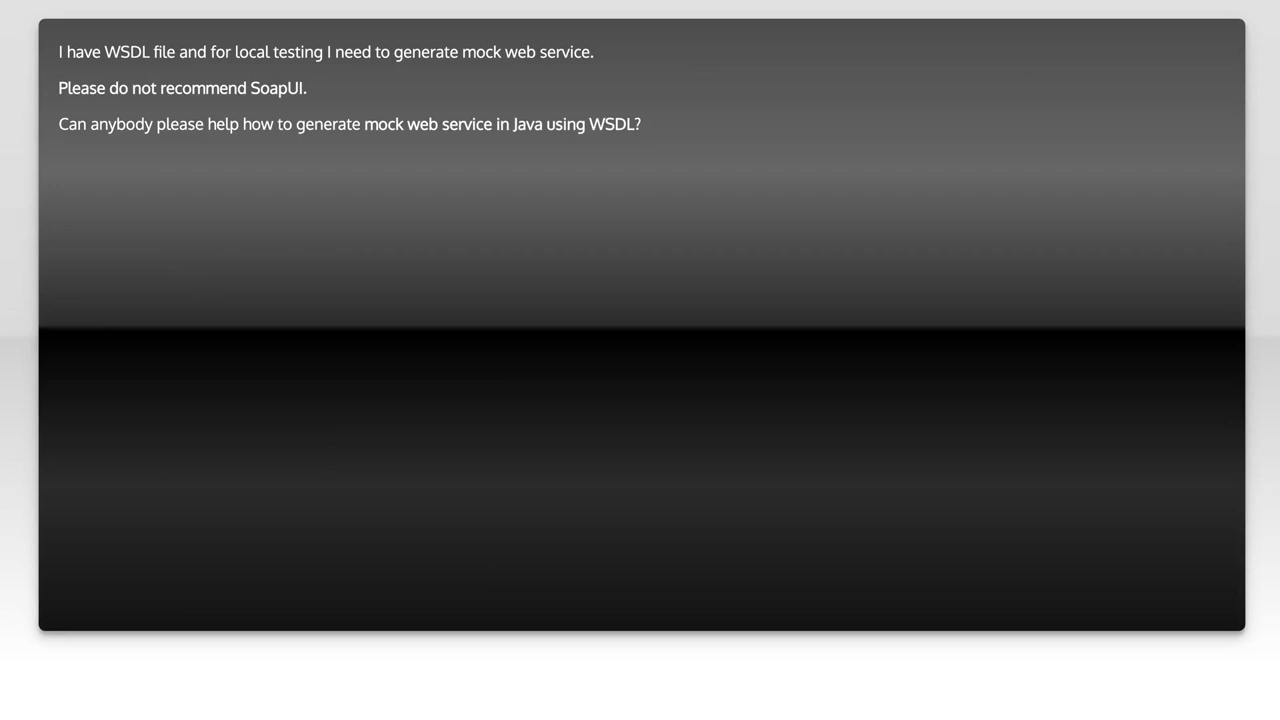 I have WSDL file and for local testing I need to generate mock web service.
Please do not recommend SoapUI.
Can anybody please help how to generate mock web service in Java using WSDL?